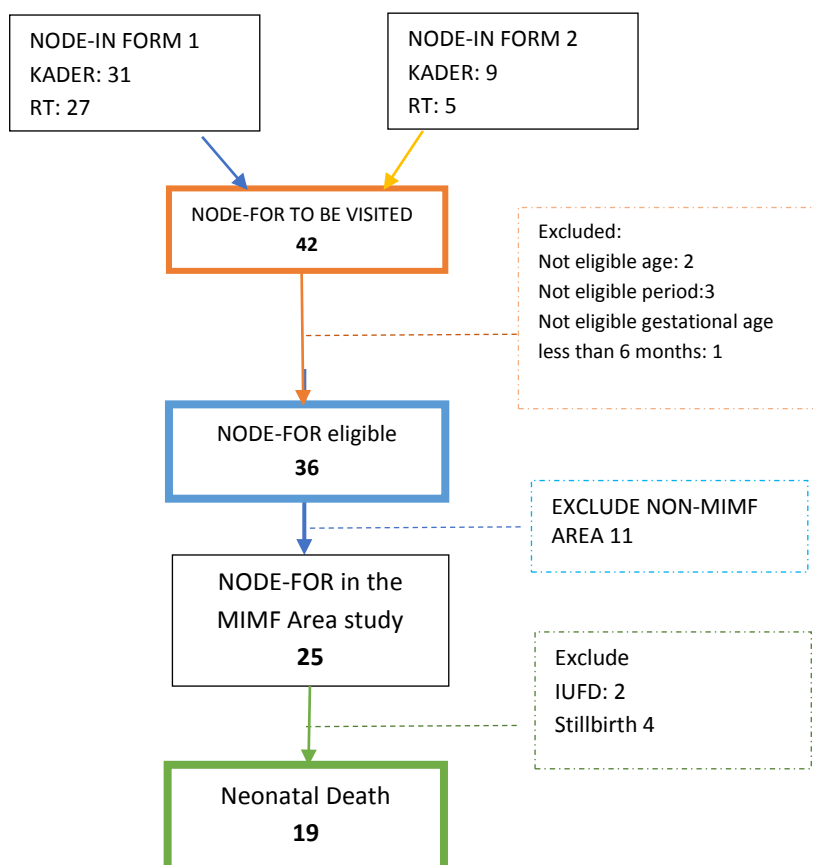 NODE-IN FORM 1
KADER: 31
RT: 27
NODE-IN FORM 2
KADER: 9
RT: 5
NODE-FOR TO BE VISITED
42
Excluded:
Not eligible age: 2
Not eligible period:3
Not eligible gestational age
less than 6 months: 1
NODE-FOR eligible
36
EXCLUDE NON-MIMF
AREA 11
NODE-FOR in the
MIMF Area study
25
Exclude
IUFD: 2
Stillbirth 4
Neonatal Death
19